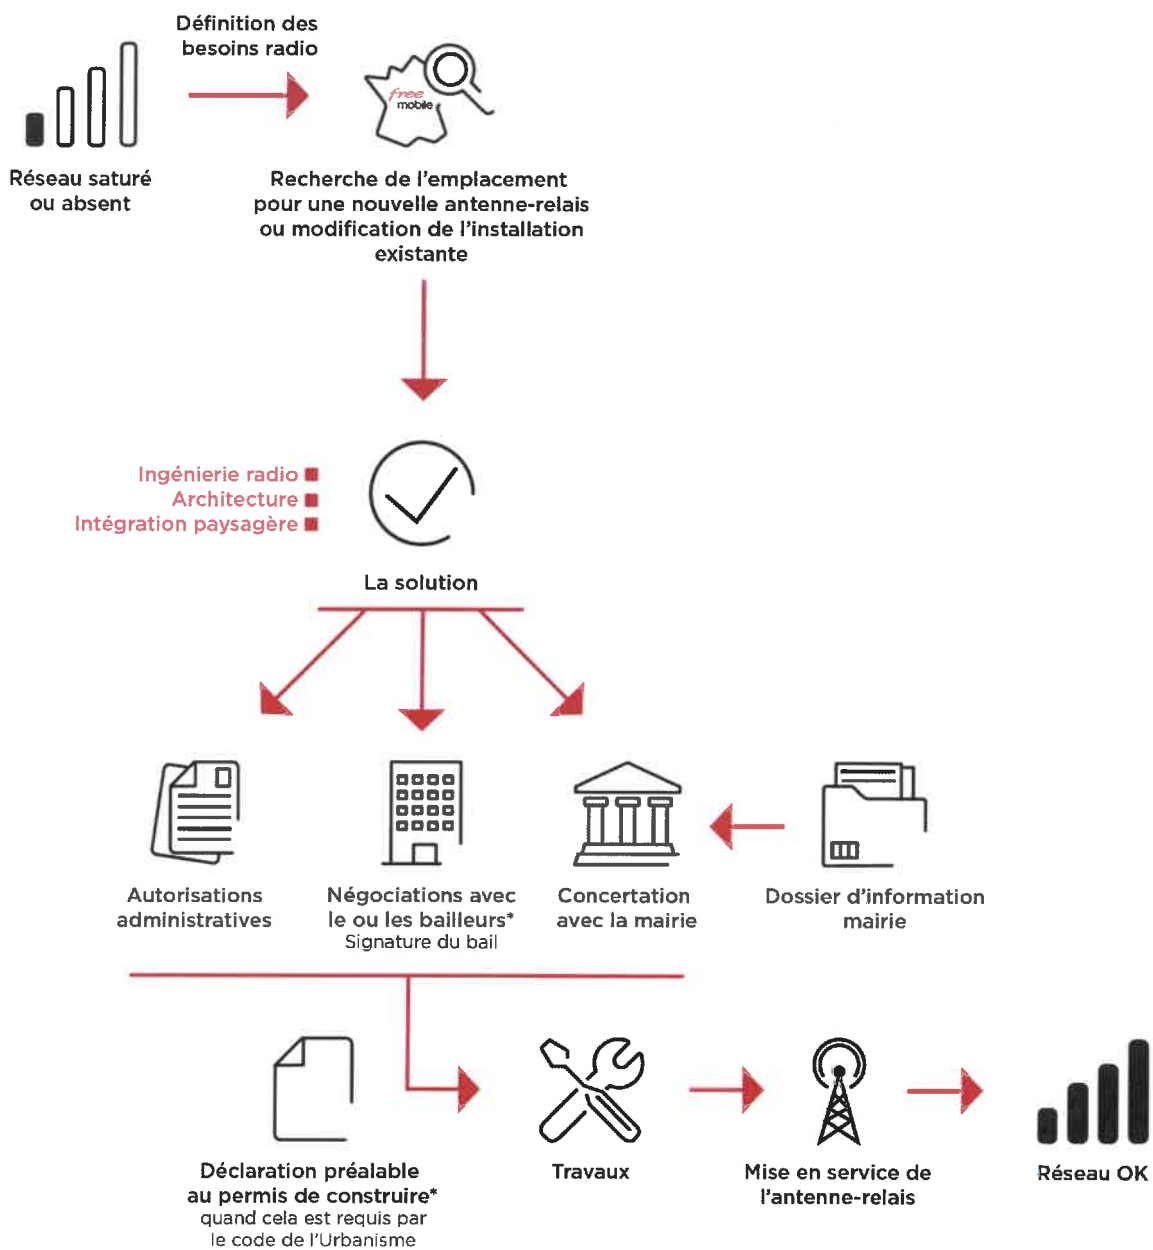 Définition des
besoins radio
free
mobile
Réseau saturé
ou absent
Recherche de l'emplacement
pour une nouvelle antenne-relais
ou modification de l'installation
existante
Ingénierie radio
Architecture
Intégration paysagère
La solution
Autorisations
administratives
Négociations avec
le ou les bailleurs*
Signature du bail
Concertation
avec la mairie
Dossier d'information
mairie
Déclaration préalable
au permis de construire*
quand cela est requis par
le code de l'Urbanisme
Travaux
Mise en service de
l'antenne-relais
Réseau OK